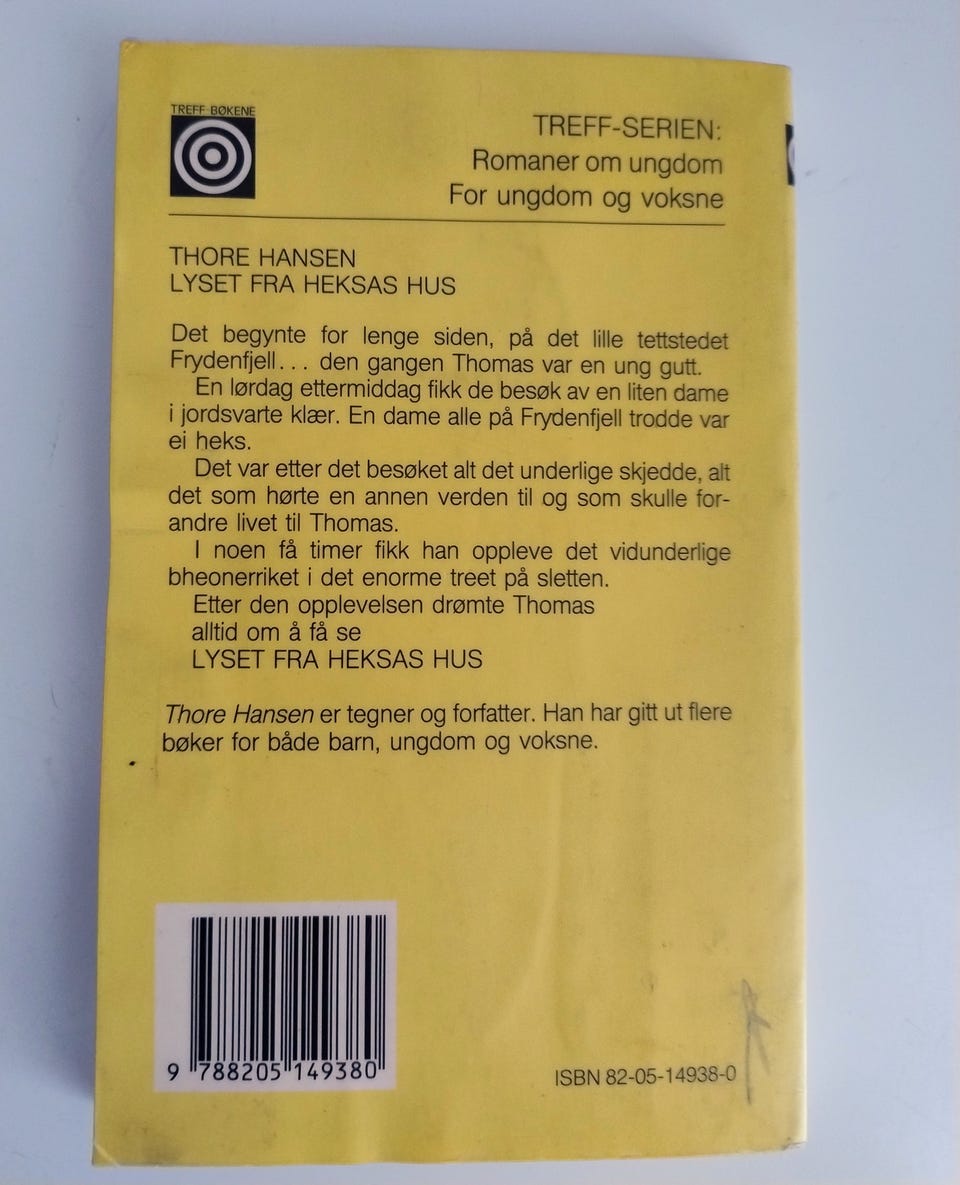 TREFF-BØKENE
TREFF-SERIEN:
Romaner om ungdom
For ungdom og voksne
THORE HANSEN
LYSET FRA HEKSAS HUS
Det begynte for lenge siden, på det lille tettstedet
Frydenfjell... den gangen Thomas var en ung gutt.
En lørdag ettermiddag fikk de besøk av en liten dame
i jordsvarte klær. En dame alle på Frydenfjell trodde var
ei heks.
Det var etter det besøket alt det underlige skjedde, alt
det som hørte en annen verden til og som skulle for-
andre livet til Thomas.
I noen få timer fikk han oppleve det vidunderlige
bheonerriket i det enorme treet på sletten.
Etter den opplevelsen drømte Thomas
alltid om å få se
LYSET FRA HEKSAS HUS
Thore Hansen er tegner og forfatter. Han har gitt ut flere
bøker for både barn, ungdom og voksne.
9 788205 149380
ISBN 82-05-14938-0